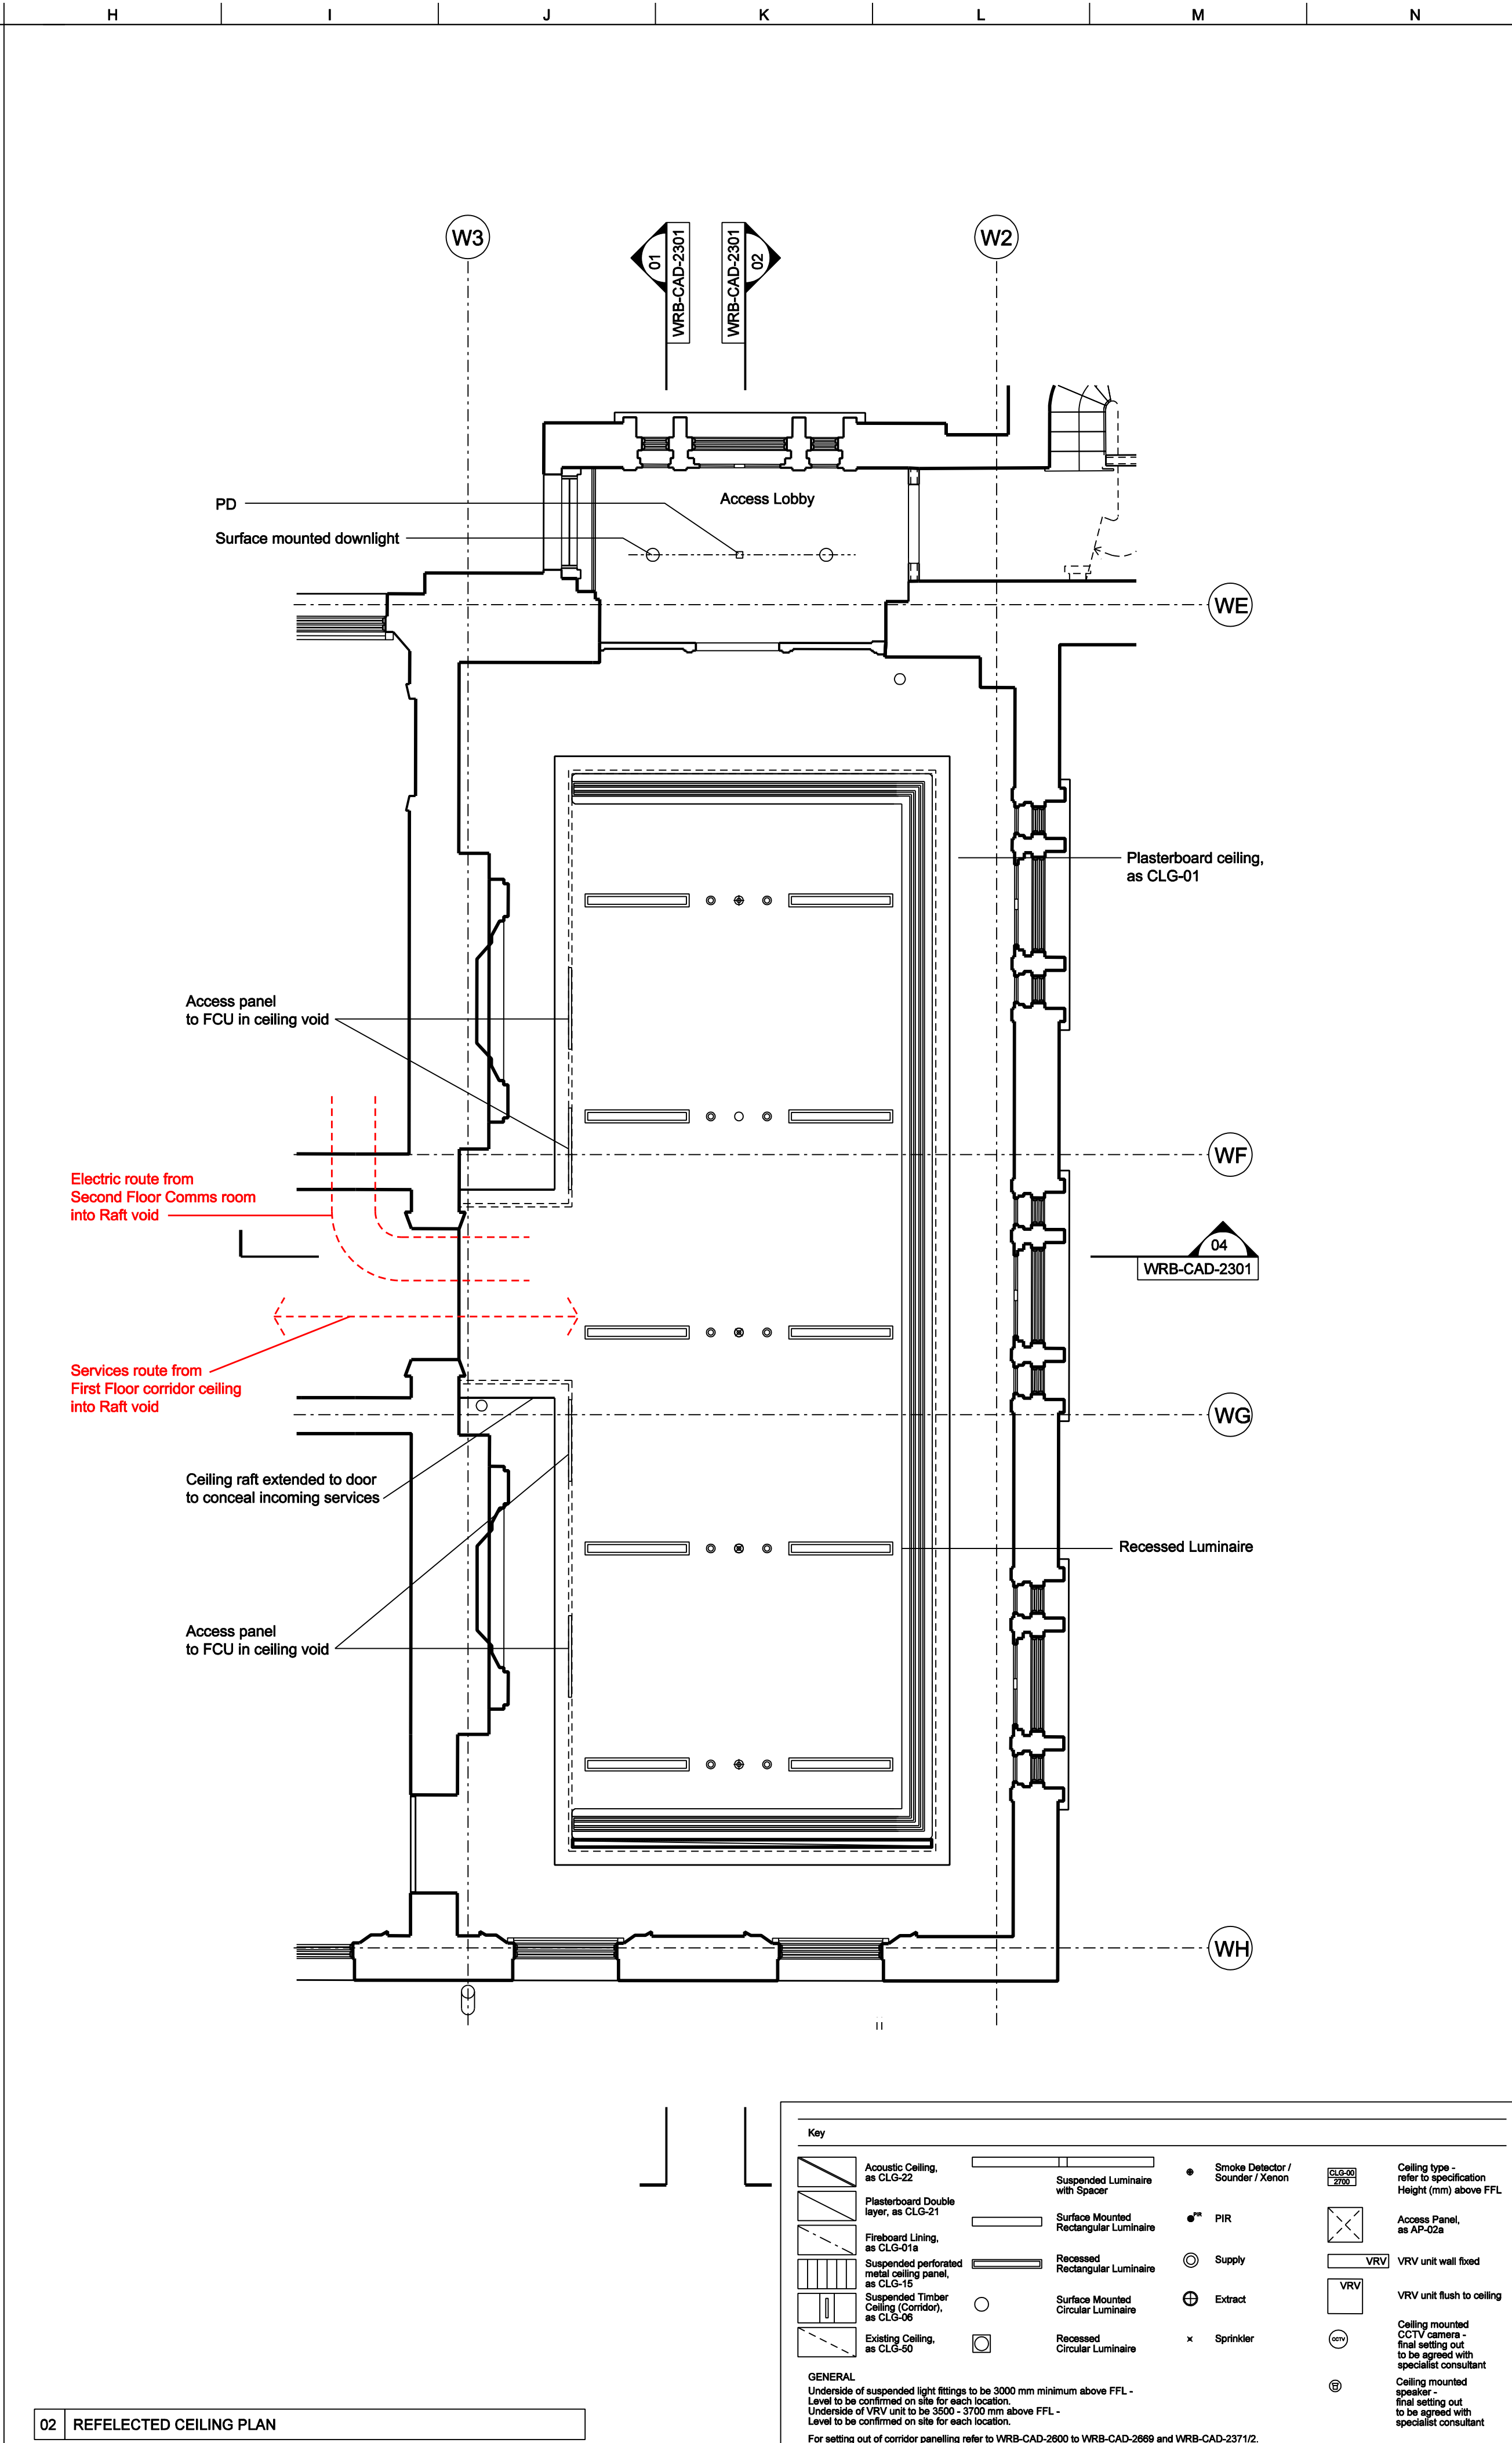 H
I
J
K
L
M
N
W3
01
WRB-CAD-2301
WRB-CAD-2301
02
W2
PD
Access Lobby
Surface mounted downlight
WE
Plasterboard ceiling,
as CLG-01
Access panel
to FCU in ceiling void
WF
Electric route from
Second Floor Comms room
into Raft void
04
WRB-CAD-2301
Services route from
First Floor corridor ceiling
into Raft void
WG
Ceiling raft extended to door
to conceal incoming services
Recessed Luminaire
Access panel
to FCU in ceiling void
WH
Key
Acoustic Ceiling,
as CLG-22
Plasterboard Double
layer, as CLG-21
Fireboard Lining,
as CLG-01a
Suspended perforated
metal ceiling panel,
as CLG-15
Suspended Timber
Ceiling (Corridor),
as CLG-06
Existing Ceiling,
as CLG-50
Suspended Luminaire
with Spacer
Surface Mounted
Rectangular Luminaire
Recessed
Rectangular Luminaire
Surface Mounted
Circular Luminaire
Recessed
Circular Luminaire
Smoke Detector /
Sounder / Xenon
PIR
PIR
Supply
Extract
Sprinkler
CLG-00
2700
Ceiling type -
refer to specification
Height (mm) above FFL
Access Panel,
as AP-02a
VRV
VRV unit wall fixed
VRV
VRV unit flush to ceiling
CCTV
Ceiling mounted
CCTV camera -
final setting out
to be agreed with
specialist consultant
Ceiling mounted
speaker -
final setting out
to be agreed with
specialist consultant
GENERAL
Underside of suspended light fittings to be 3000 mm minimum above FFL -
Level to be confirmed on site for each location.
Underside of VRV unit to be 3500 - 3700 mm above FFL -
Level to be confirmed on site for each location.
For setting out of corridor panelling refer to WRB-CAD-2600 to WRB-CAD-2669 and WRB-CAD-2371/2.
02 REFELECTED CEILING PLAN